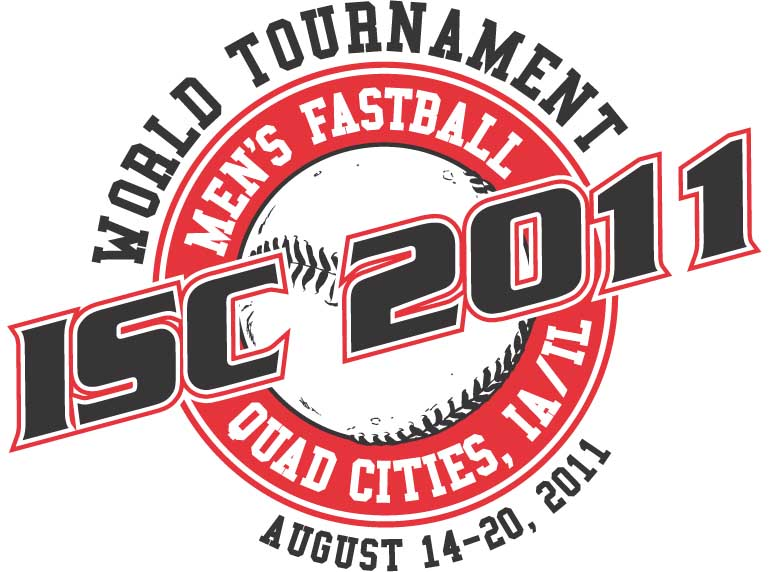 WORLD TOURNAMENT
MEN'S FASTBALL
ISC 2011
QUAD CITIES, IA/IL
AUGUST 14-20, 2011